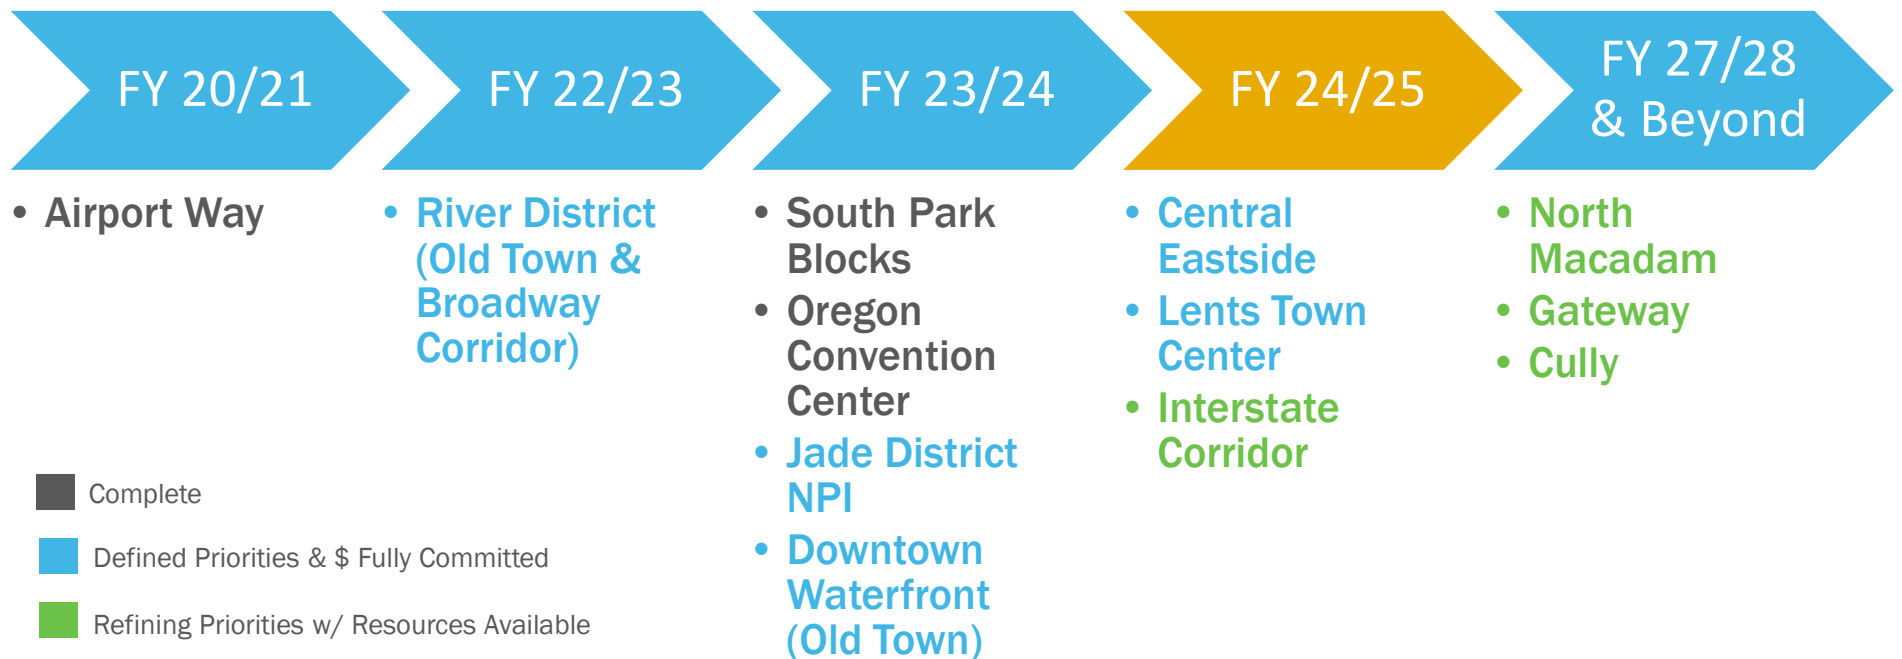 FY 20/21
FY 22/23
FY 23/24
FY 24/25
FY 27/28
& Beyond
• Airport Way
• River District
(Old Town &
Broadway
Corridor)
• South Park
Blocks
• Oregon
Convention
Center
• Jade District
NPI
• Downtown
Waterfront
(Old Town)
• Central
Eastside
• Lents Town
Center
• Interstate
Corridor
• North
Macadam
• Gateway
• Cully
Complete
Defined Priorities & $ Fully Committed
Refining Priorities w/ Resources Available